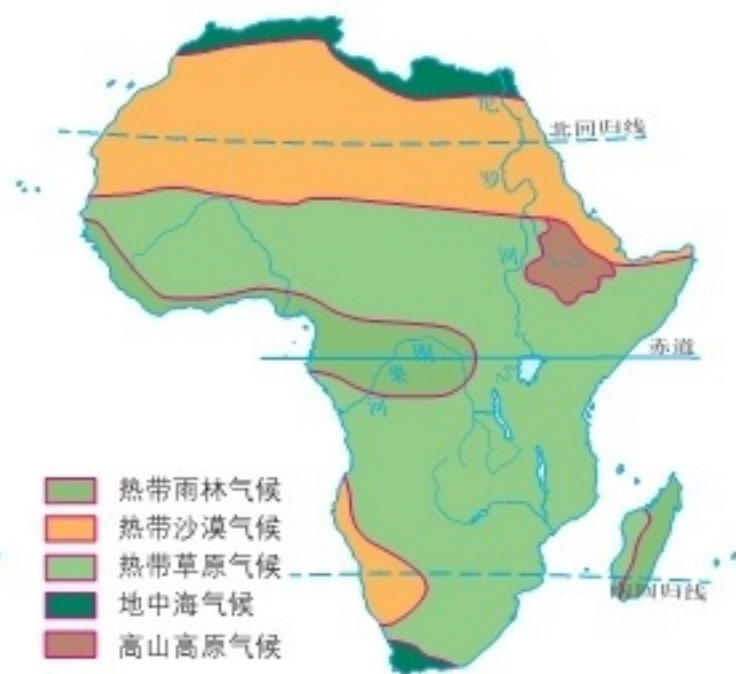 尼
北回归线
罗
河
赤道
刚
果
河
热带雨林气候
热带沙漠气候
热带草原气候
南回归线
地中海气候
高山高原气候